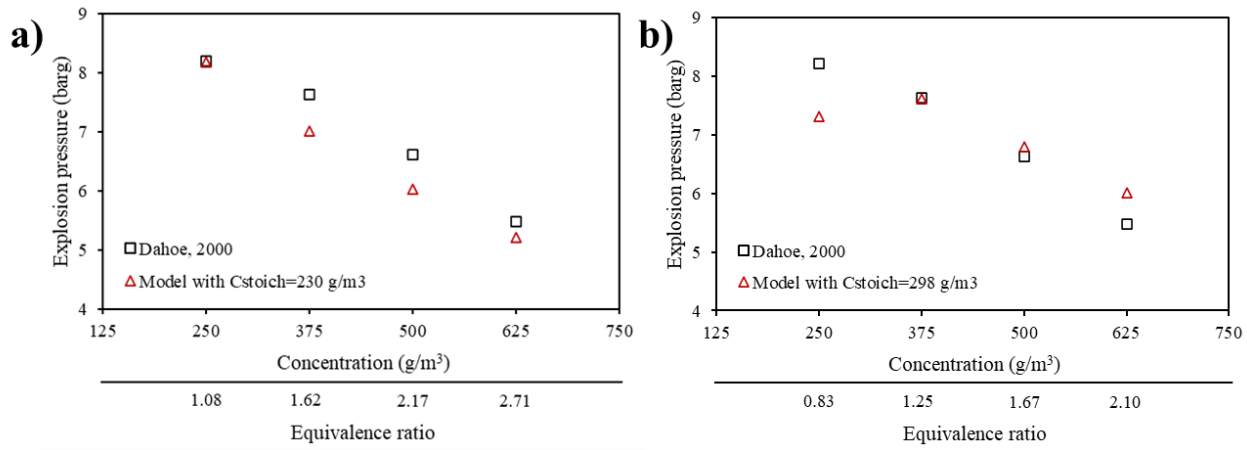 a)
Explosion pressure (barg)
9
8
7
6
5
4
Dahoe, 2000
Model with Cstoich=230 g/m3
125 250 375 500 625 750
Concentration (g/m³)
1.08 1.62 2.17 2.71
Equivalence ratio
b)
Explosion pressure (barg)
9
8
7
6
5
4
Dahoe, 2000
Model with Cstoich=298 g/m3
125 250 375 500 625 750
Concentration (g/m³)
0.83 1.25 1.67 2.10
Equivalence ratio